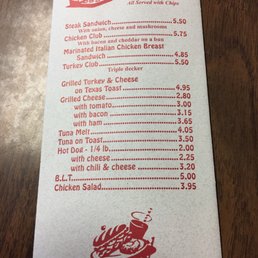 All Served with Chips
Steak Sandwich 5.50
With onion, cheese and mushrooms
Chicken Club 5.75
With bacon and cheddar on a bun
Marinated Italian Chicken Breast
Sandwich 4.85
Turkey Club 5.50
Triple decker
Grilled Turkey & Cheese
on Texas Toast 4.95
Grilled Cheese 2.80
with tomato 3.00
with bacon 3.15
with ham 3.65
Tuna Melt 4.05
Tuna on Toast 3.50
Hot Dog - 1/4 lb. 2.00
with cheese 2.25
with chili & cheese 3.20
B.L.T. 5.00
Chicken Salad 3.95